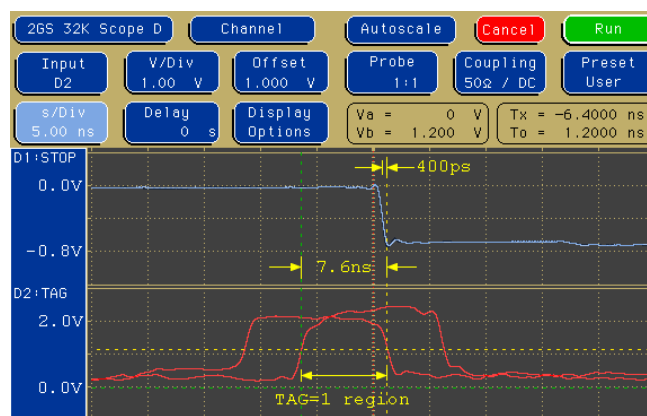 2GS 32K Scope D Channel Autoscale Cancel Run
Input V/Div Offset Probe Coupling Preset
D2 1.00 V 1.000 V 1:1 50Ω / DC User
s/Div Delay Display Va = 0 V Tx = -6.4000 ns
5.00 ns 0 s Options Vb = 1.200 V To = 1.2000 ns
D1:STOP
400ps
0.0V
-0.8V
7.6ns
D2:TAG
2.0V
0.0V
TAG=1 region